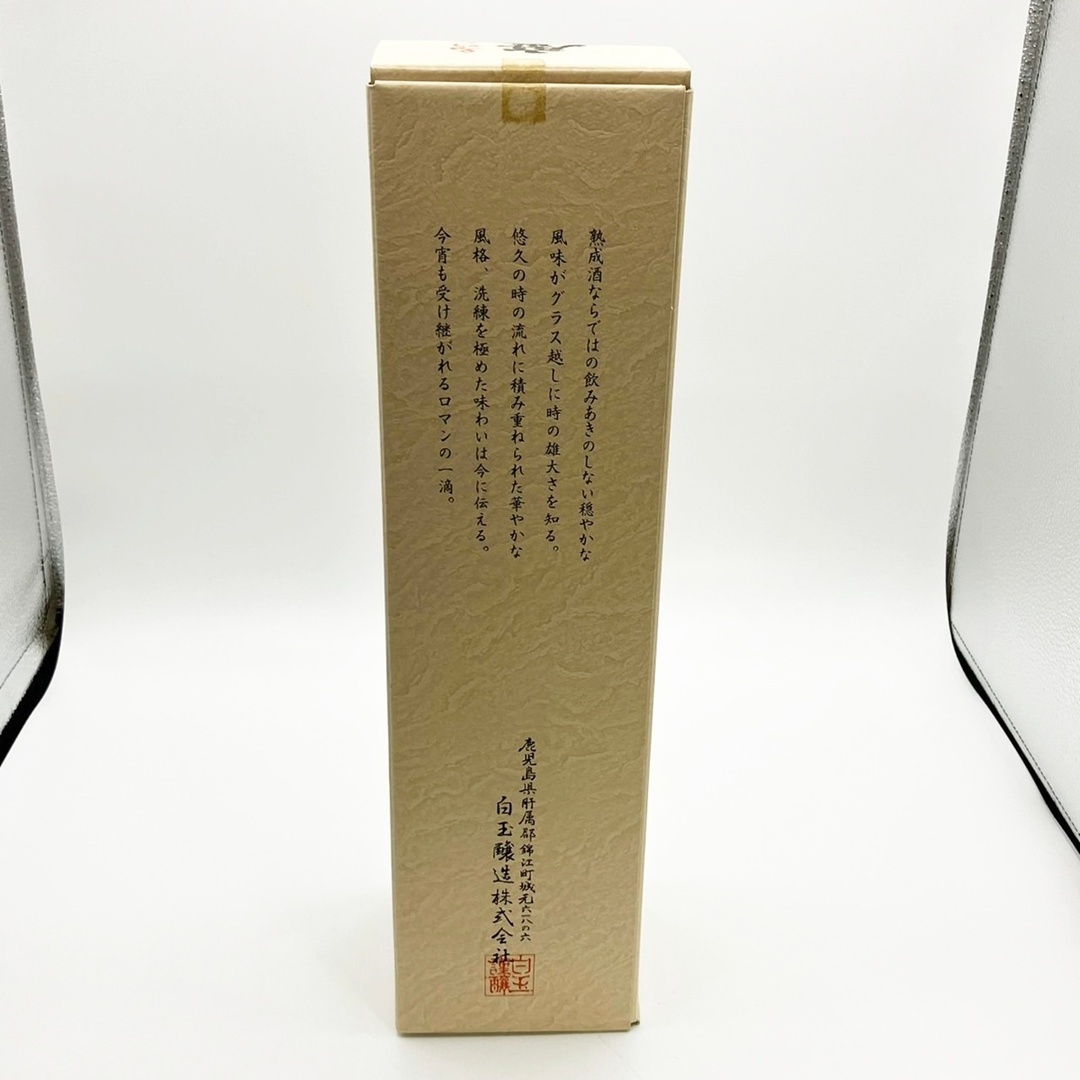 熟成酒ならではの飲みあきのしない穏やかな
風味がグラス越しに時の雄大さを知る。
悠久の時の流れに積み重ねられた華やかな
風格、洗練を極めた味わいは今に伝える。
今宵も受け継がれるロマンの一滴。
鹿児島県肝属郡錦江町城元六一八の六
白玉醸造株式会社
白玉
謹醸